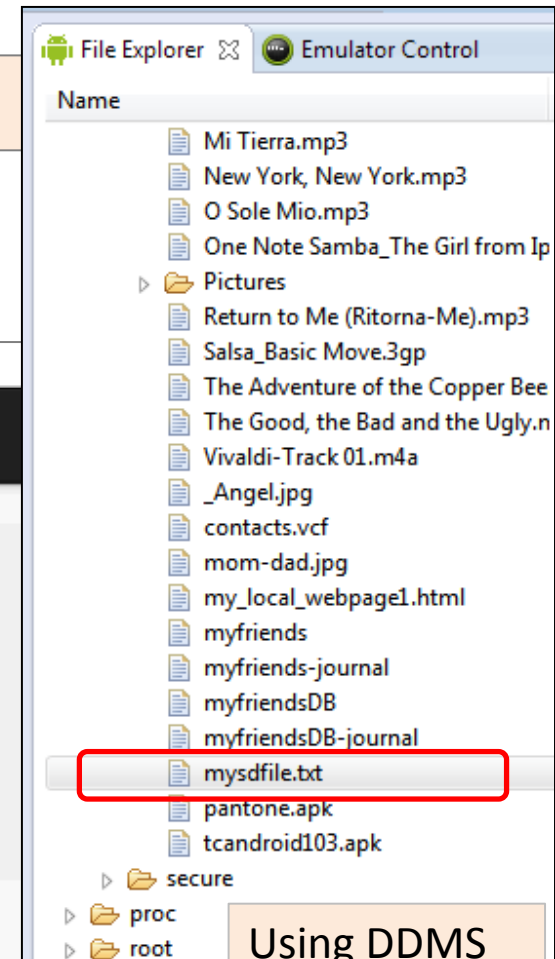 File Explorer Emulator Control
Name
Mi Tierra.mp3
New York, New York.mp3
O Sole Mio.mp3
One Note Samba_The Girl from Ip
Pictures
Return to Me (Ritorna-Me).mp3
Salsa_Basic Move.3gp
The Adventure of the Copper Bee
The Good, the Bad and the Ugly.n
Vivaldi-Track 01.m4a
_Angel.jpg
contacts.vcf
mom-dad.jpg
my_local_webpage1.html
myfriends
myfriends-journal
myfriendsDB
myfriendsDB-journal
mysdfile.txt
pantone.apk
tcandroid103.apk
secure
proc
root
Using DDMS